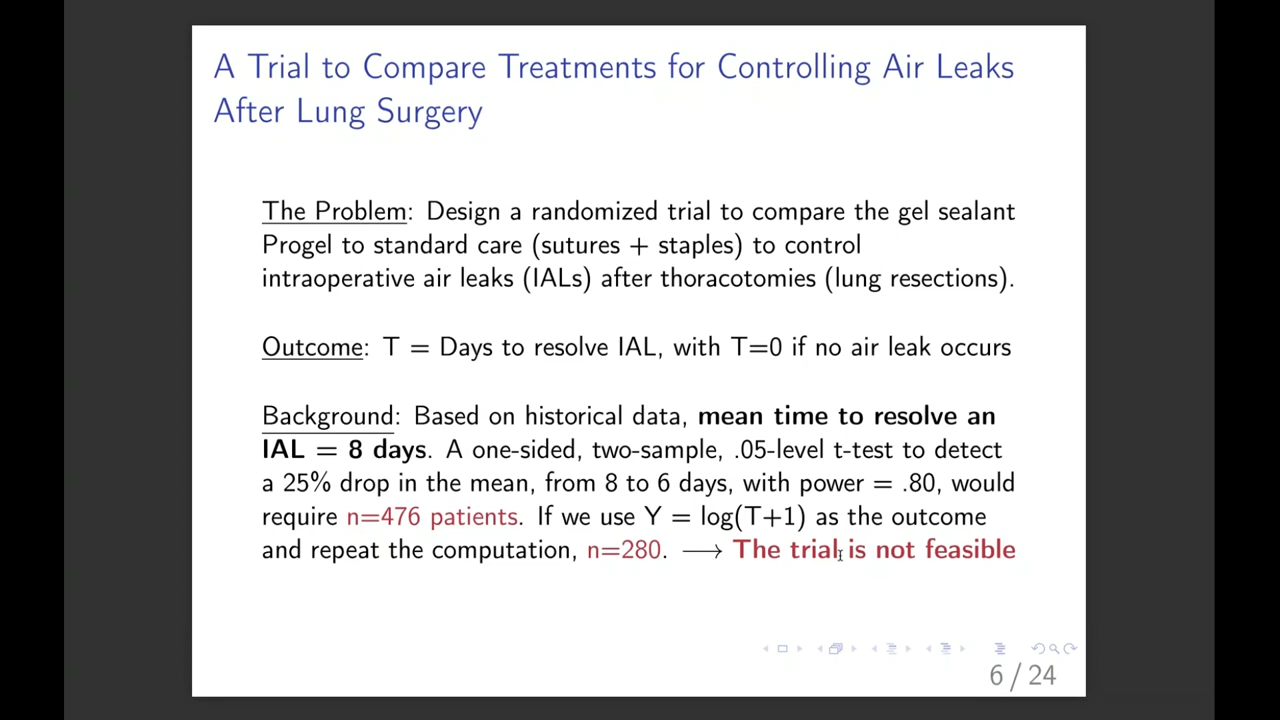 A Trial to Compare Treatments for Controlling Air Leaks
After Lung Surgery
The Problem: Design a randomized trial to compare the gel sealant
Progel to standard care (sutures + staples) to control
intraoperative air leaks (IALs) after thoracotomies (lung resections).
Outcome: T = Days to resolve IAL, with T=0 if no air leak occurs
Background: Based on historical data, mean time to resolve an
IAL = 8 days. A one-sided, two-sample, .05-level t-test to detect
a 25% drop in the mean, from 8 to 6 days, with power = .80, would
require n=476 patients. If we use Y = log(T+1) as the outcome
and repeat the computation, n=280. ⟶ The trial is not feasible
6 / 24